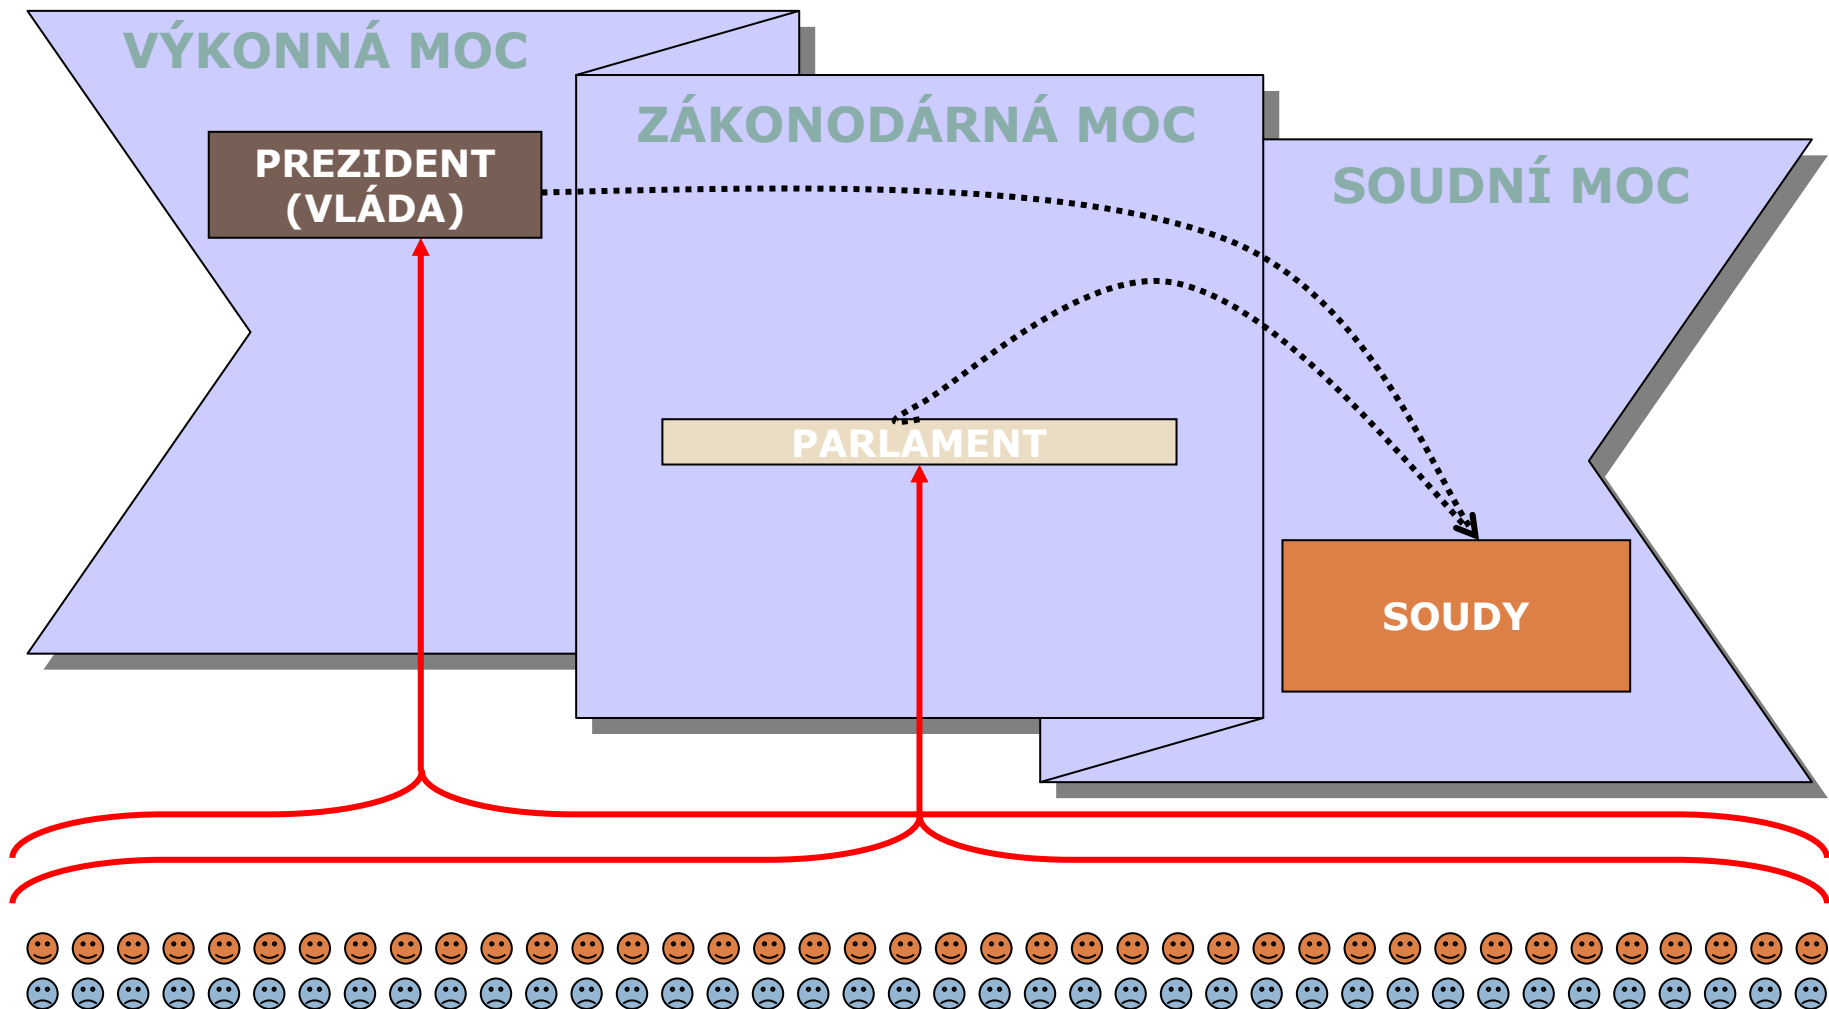 VÝKONNÁ MOC
PREZIDENT
(VLÁDA)
ZÁKONODÁRNÁ MOC
PARLAMENT
SOUDNÍ MOC
SOUDY